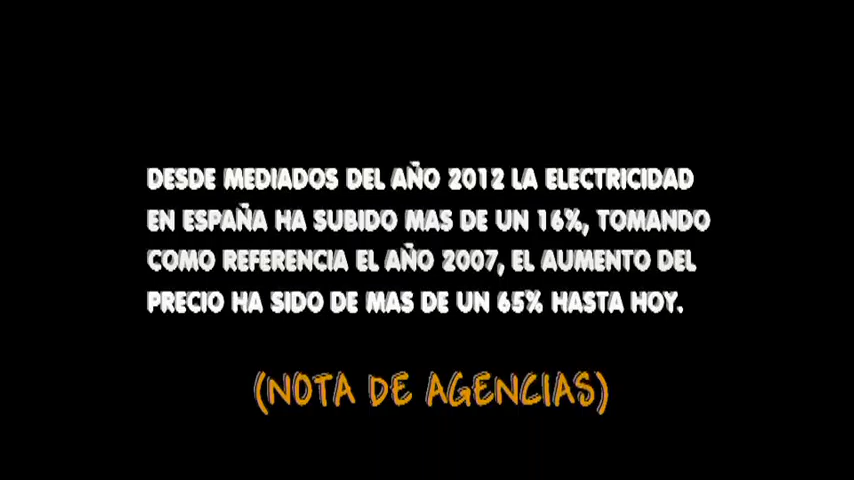 DESDE MEDIADOS DEL AÑO 2012 LA ELECTRICIDAD
EN ESPAÑA HA SUBIDO MAS DE UN 16%, TOMANDO
COMO REFERENCIA EL AÑO 2007, EL AUMENTO DEL
PRECIO HA SIDO DE MAS DE UN 65% HASTA HOY.
(NOTA DE AGENCIAS)